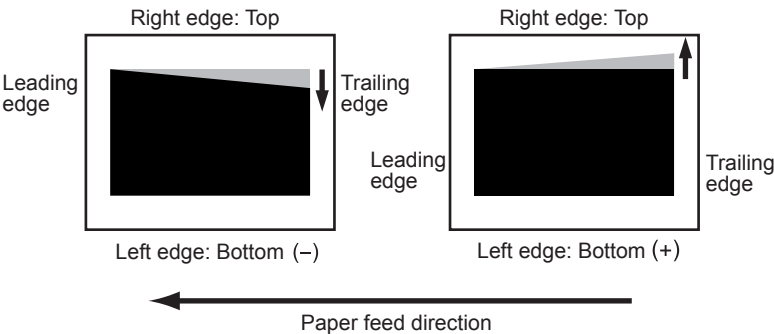 Right edge: Top
Leading
edge
Trailing
edge
Left edge: Bottom (−)
Right edge: Top
Leading
edge
Trailing
edge
Left edge: Bottom (+)
Paper feed direction